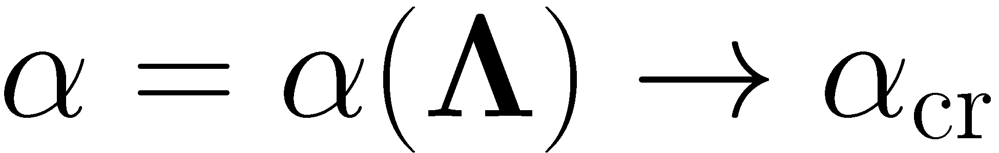 α = α(Λ) → α_cr